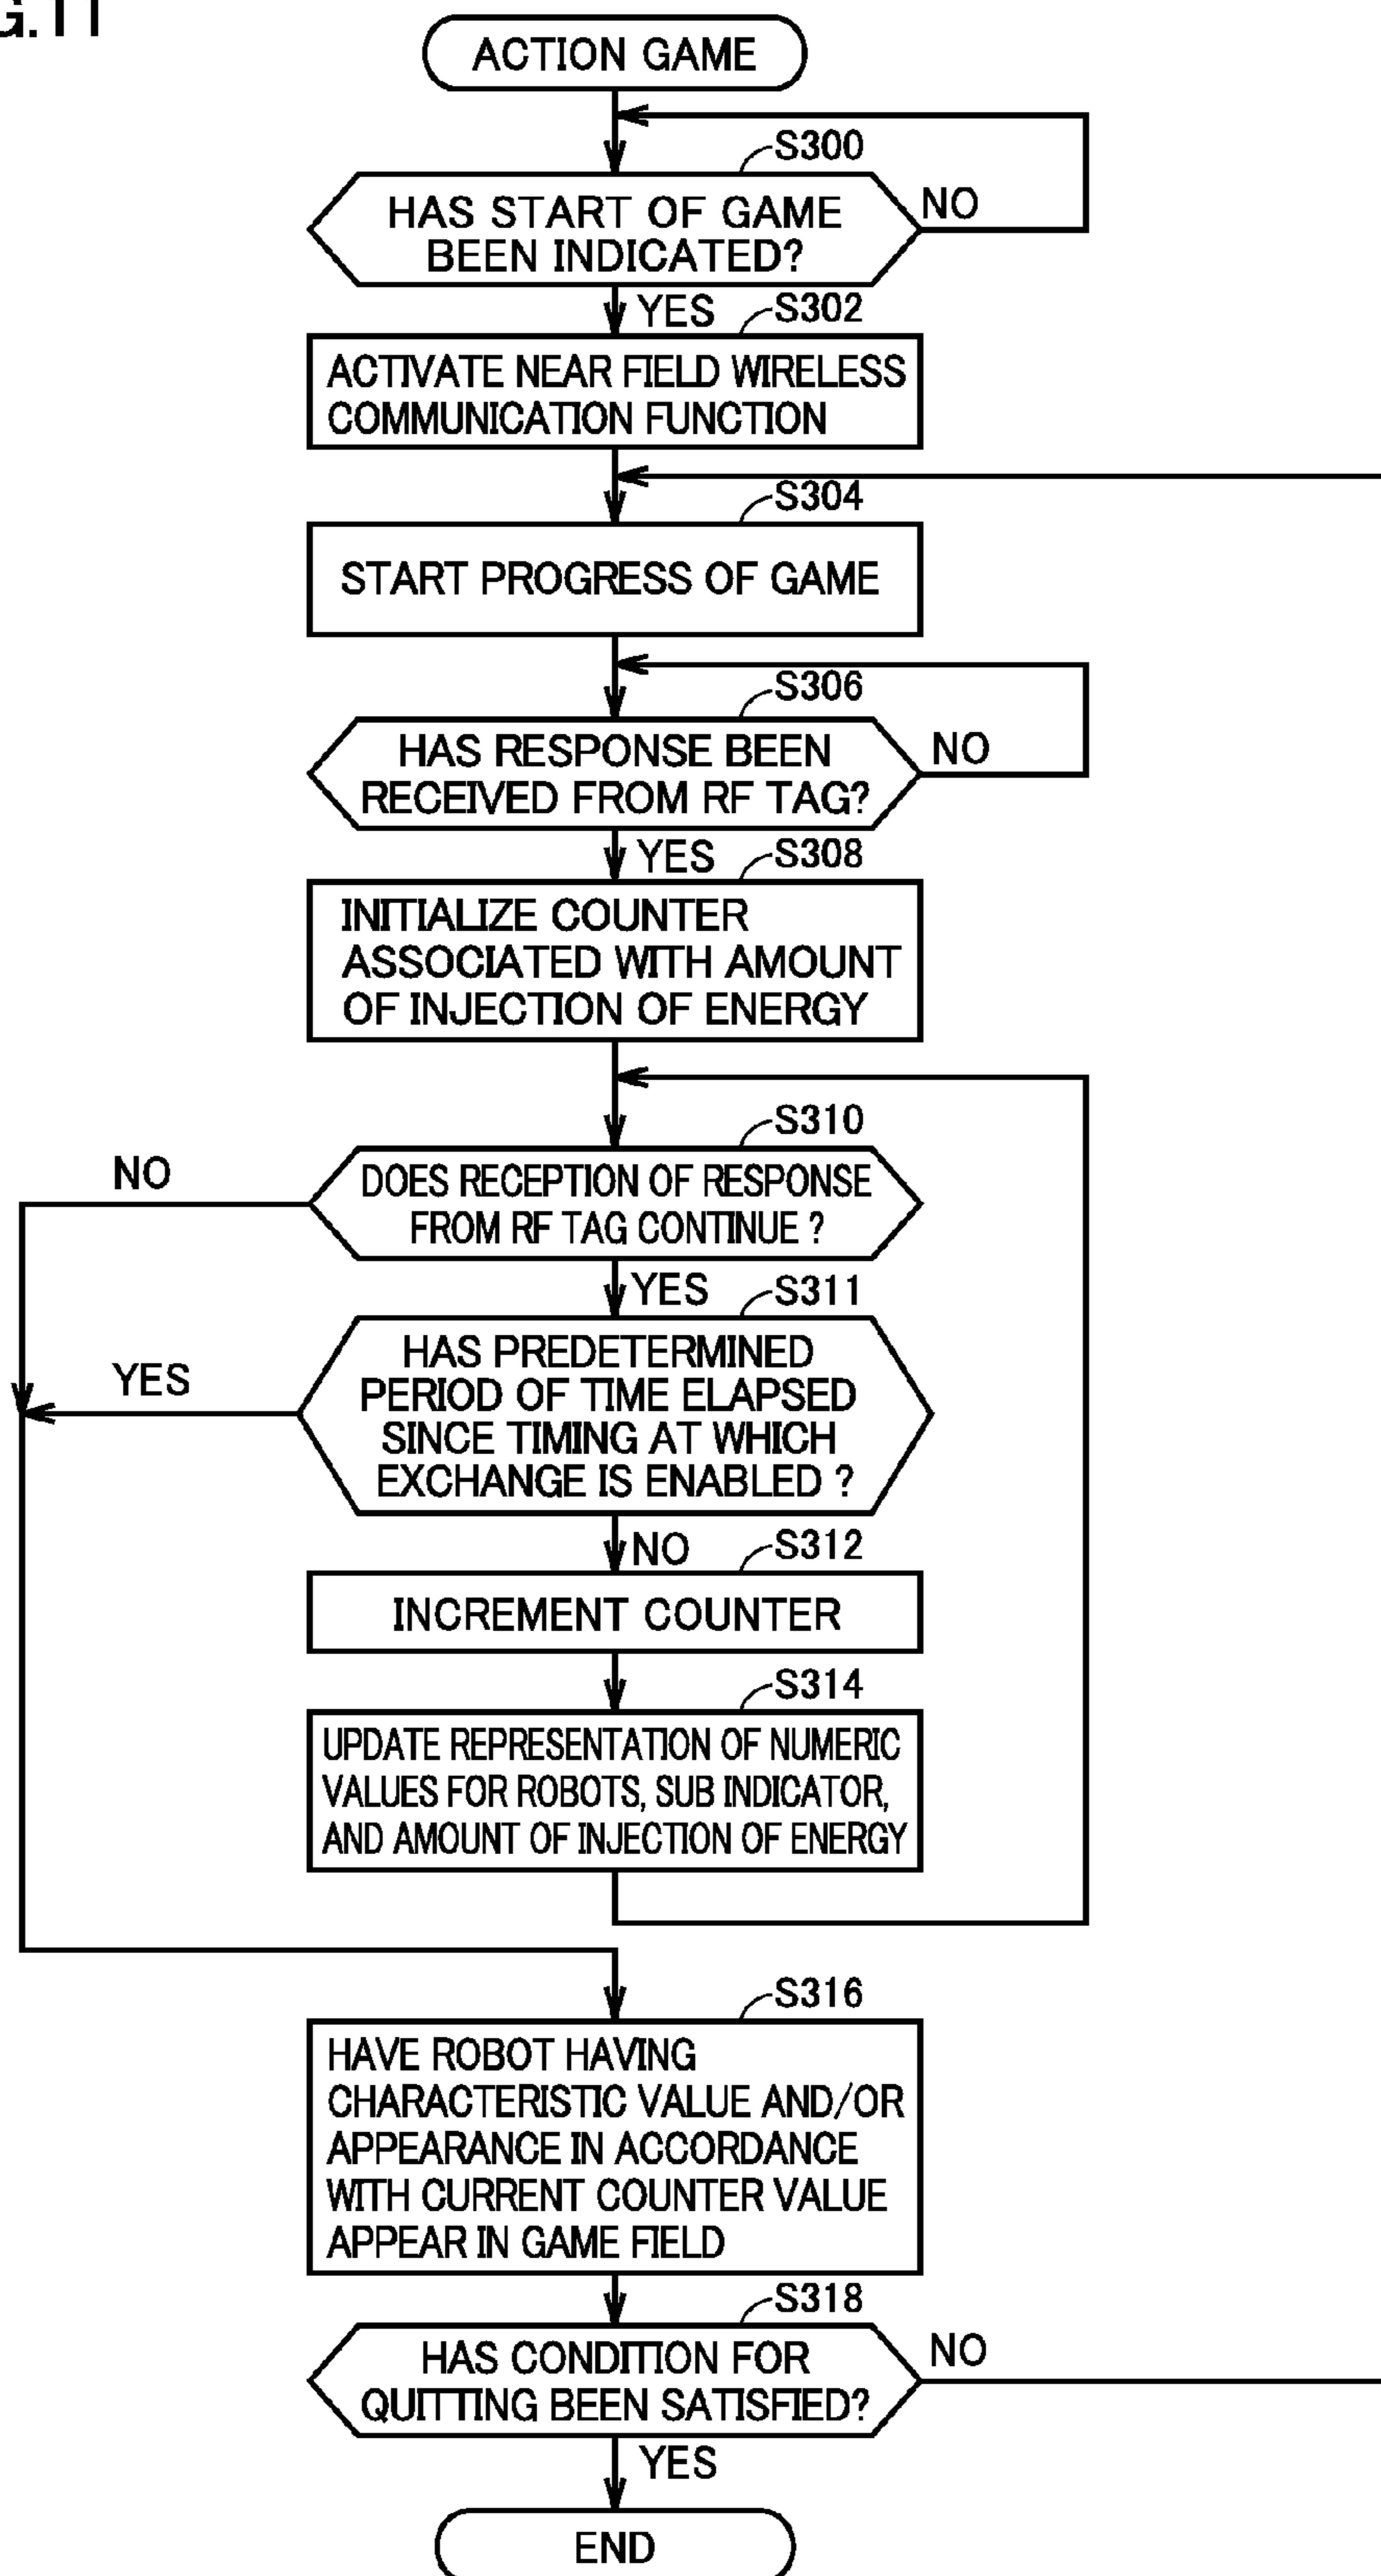 G.11
ACTION GAME
S300
HAS START OF GAME
BEEN INDICATED?
NO
YES
S302
ACTIVATE NEAR FIELD WIRELESS
COMMUNICATION FUNCTION
S304
START PROGRESS OF GAME
S306
HAS RESPONSE BEEN
RECEIVED FROM RF TAG?
NO
YES
S308
INITIALIZE COUNTER
ASSOCIATED WITH AMOUNT
OF INJECTION OF ENERGY
S310
NO
DOES RECEPTION OF RESPONSE
FROM RF TAG CONTINUE ?
YES
S311
YES
HAS PREDETERMINED
PERIOD OF TIME ELAPSED
SINCE TIMING AT WHICH
EXCHANGE IS ENABLED ?
NO
S312
INCREMENT COUNTER
S314
UPDATE REPRESENTATION OF NUMERIC
VALUES FOR ROBOTS, SUB INDICATOR,
AND AMOUNT OF INJECTION OF ENERGY
S316
HAVE ROBOT HAVING
CHARACTERISTIC VALUE AND/OR
APPEARANCE IN ACCORDANCE
WITH CURRENT COUNTER VALUE
APPEAR IN GAME FIELD
S318
HAS CONDITION FOR
QUITTING BEEN SATISFIED?
NO
YES
END